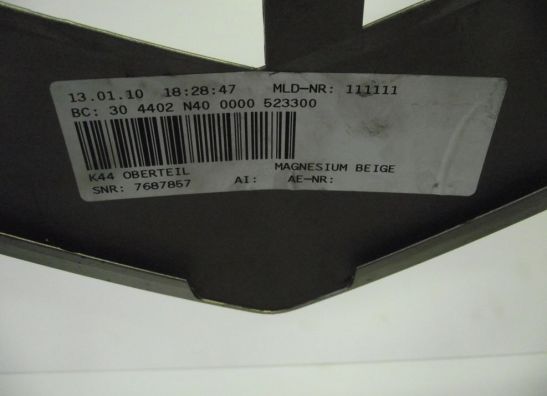 13.01.10 18:28:47 MLD-NR: 111111
BC: 30 4402 N40 0000 523300
K44 OBERTEIL MAGNESIUM BEIGE
SNR: 7687857 AI: AE-NR: